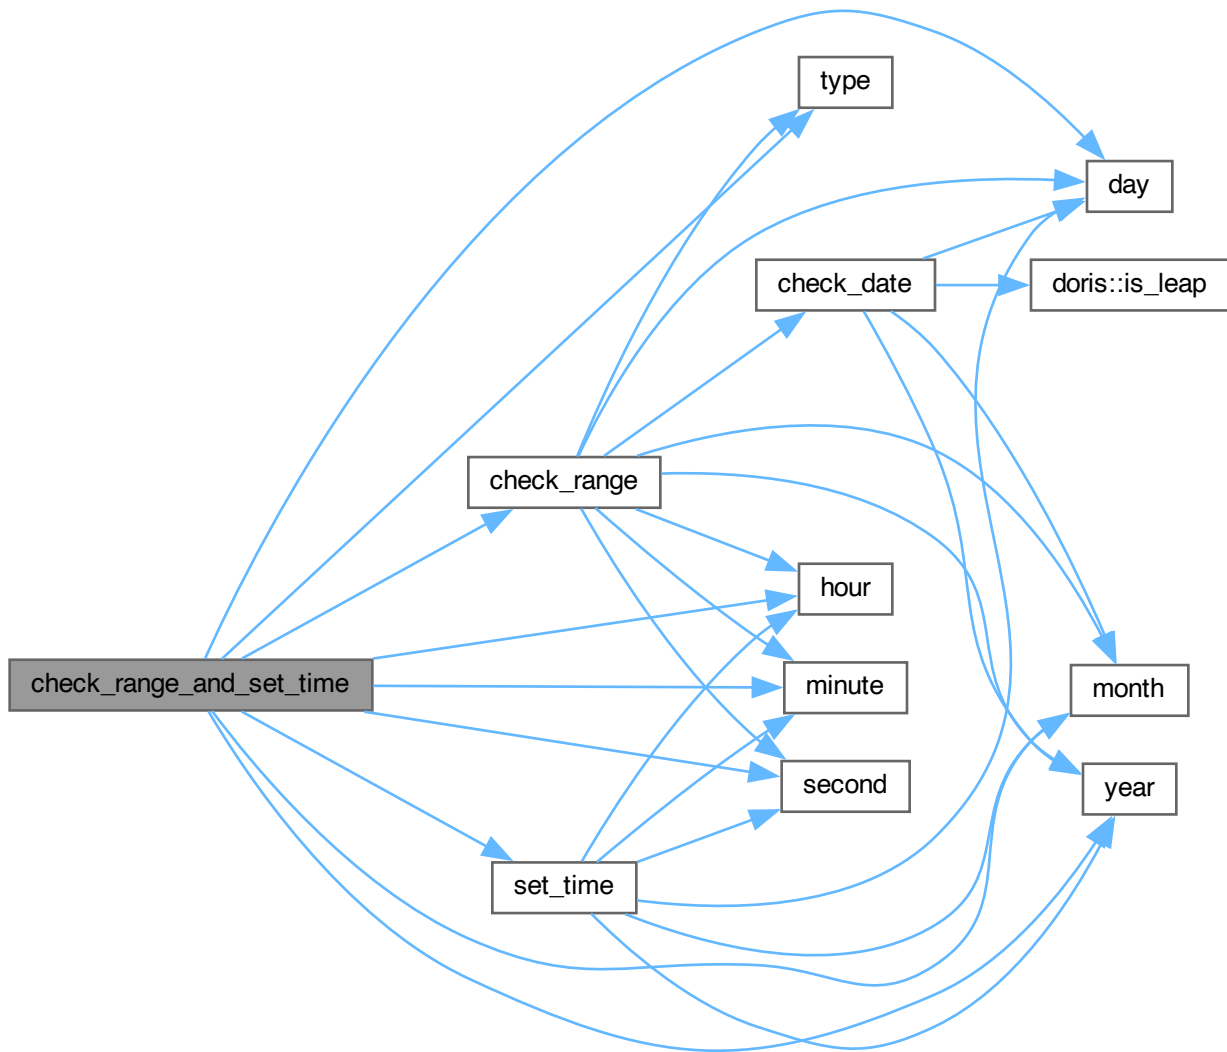 type
day
check_date
doris::is_leap
check_range
hour
check_range_and_set_time
minute
month
second
year
set_time